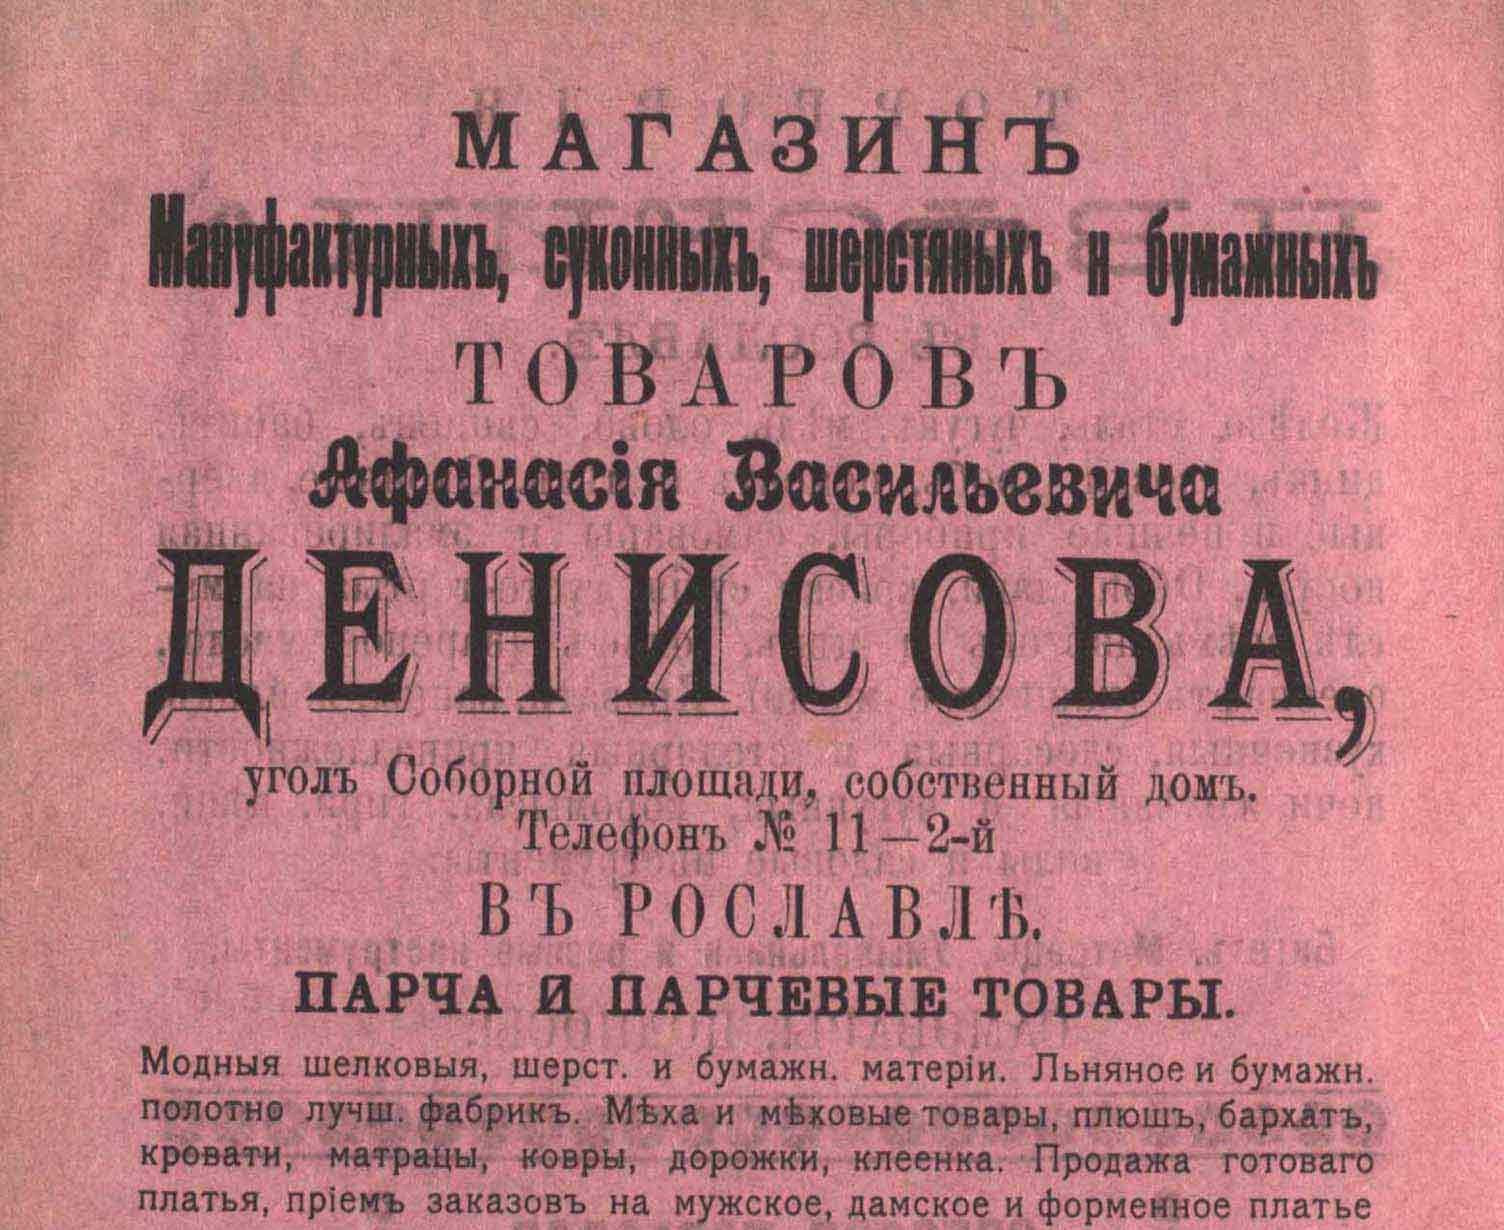 МАГАЗИНЪ
Мануфактурныхъ, суконныхъ, шерстяныхъ и бумажныхъ
ТОВАРОВЪ
Афанасія Васильевича
ДЕНИСОВА,
уголъ Соборной площади, собственный домъ.
Телефонъ № 11—2-й
ВЪ РОСЛАВЛѢ.
ПАРЧА И ПАРЧЕВЫЕ ТОВАРЫ.
Модныя шелковыя, шерст. и бумажн. матеріи. Льняное и бумажн.
полотно лучш. фабрикъ. Мѣха и мѣховые товары, плюшъ, бархатъ,
кровати, матрацы, ковры, дорожки, клеенка. Продажа готоваго
платья, пріемъ заказовъ на мужское, дамское и форменное платье